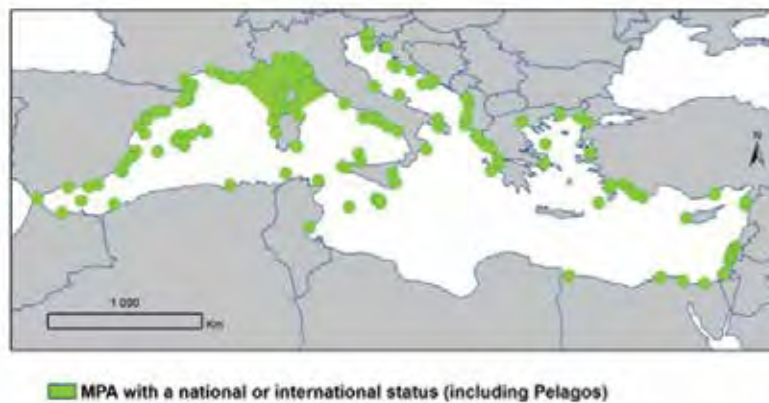 N
1 000
Km
MPA with a national or international status (including Pelagos)